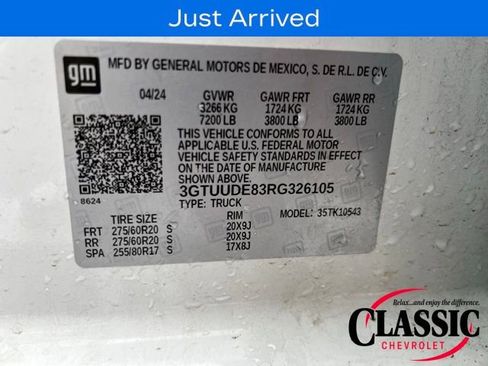 Just Arrived
gm
MFD BY GENERAL MOTORS DE MEXICO, S. DE R.L. DE C.V.
04/24 GVWR GAWR FRT GAWR RR
3266 KG 1724 KG 1724 KG
7200 LB 3800 LB 3800 LB
THIS VEHICLE CONFORMS TO ALL
APPLICABLE U.S. FEDERAL MOTOR
VEHICLE SAFETY STANDARDS IN EFFECT
ON THE DATE OF MANUFACTURE
SHOWN ABOVE.
3GTUUDE83RG326105
8624
TYPE: TRUCK MODEL: 35TK10543
TIRE SIZE RIM
FRT 275/60R20 S 20X9J
RR 275/60R20 S 20X9J
SPA 255/80R17 S 17X8J
Relax...and enjoy the difference.
CLASSIC
CHEVROLET